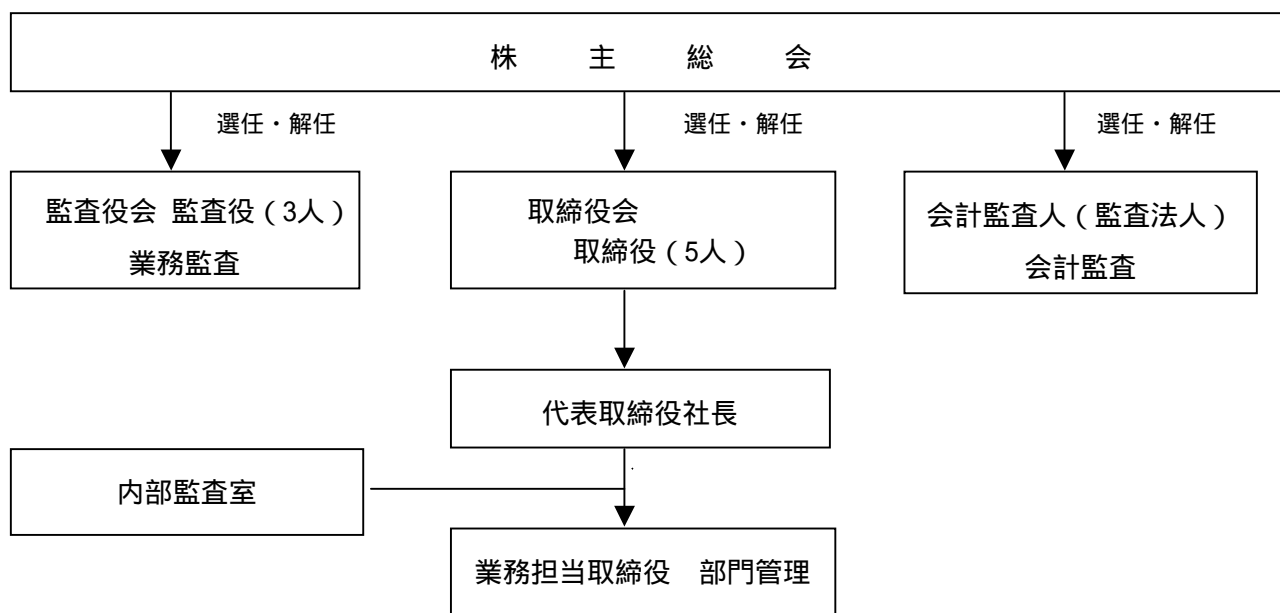 株 主 総 会
選任・解任
選任・解任
選任・解任
監査役会 監査役（3人）
業務監査
取締役会
取締役（5人）
会計監査人（監査法人）
会計監査
代表取締役社長
内部監査室
業務担当取締役 部門管理